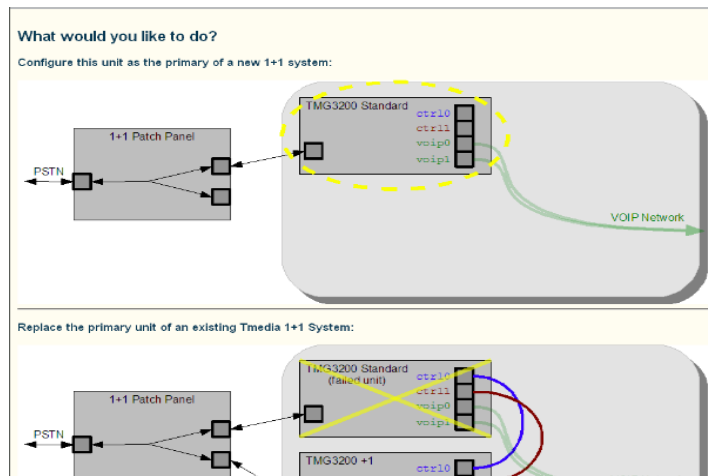 What would you like to do?
Configure this unit as the primary of a new 1+1 system:
TMG3200 Standard
ctrl0
ctrl1
voip0
voip1
1+1 Patch Panel
PSTN
VOIP Network
Replace the primary unit of an existing Tmedia 1+1 System:
TMG3200 Standard
(failed unit)
ctrl0
ctrl1
voip0
voip1
1+1 Patch Panel
PSTN
TMG3200 +1
ctrl0